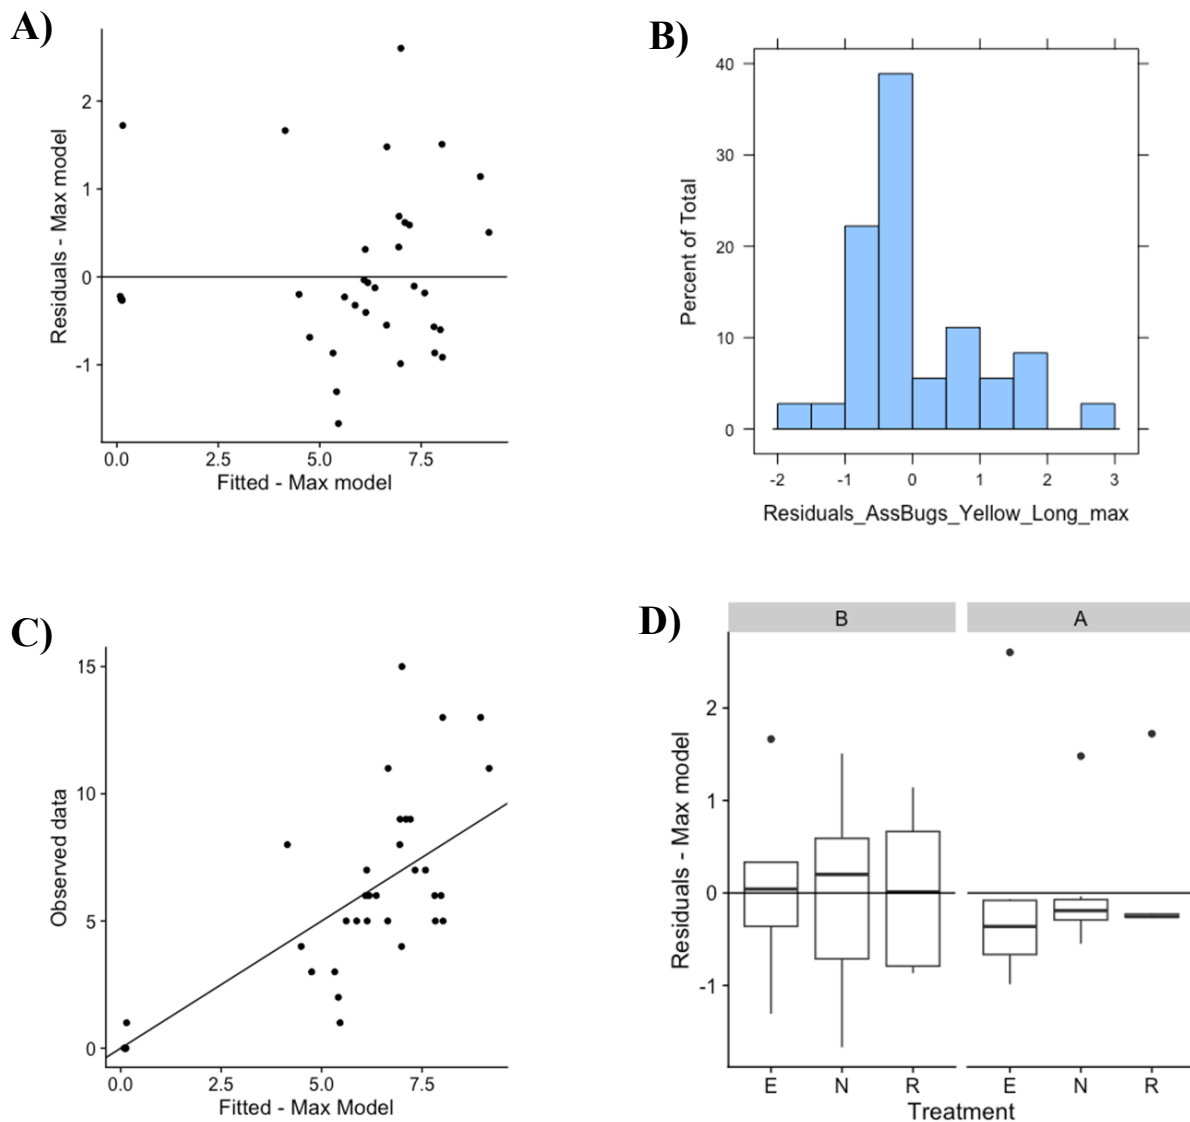 A)
Residuals - Max model
2
1
0
-1
0.0 2.5 5.0 7.5
Fitted - Max model
B)
Percent of Total
40
30
20
10
0
-2 -1 0 1 2 3
Residuals_AssBugs_Yellow_Long_max
C)
Observed data
15
10
5
0
0.0 2.5 5.0 7.5
Fitted - Max Model
D)
B A
Residuals - Max model
2
1
0
-1
E N R E N R
Treatment